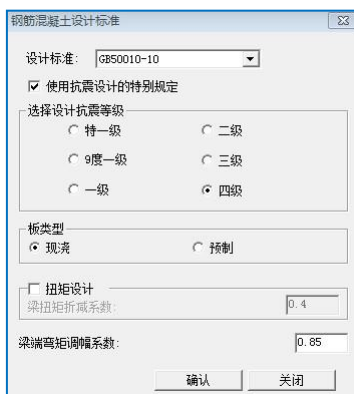 钢筋混凝土设计标准
设计标准: GB50010-10
使用抗震设计的特别规定
选择设计抗震等级
特一级 二级
9度一级 三级
一级 四级
板类型
现浇 预制
扭矩设计
梁扭矩折减系数: 0.4
梁端弯矩调幅系数: 0.85
确认 关闭